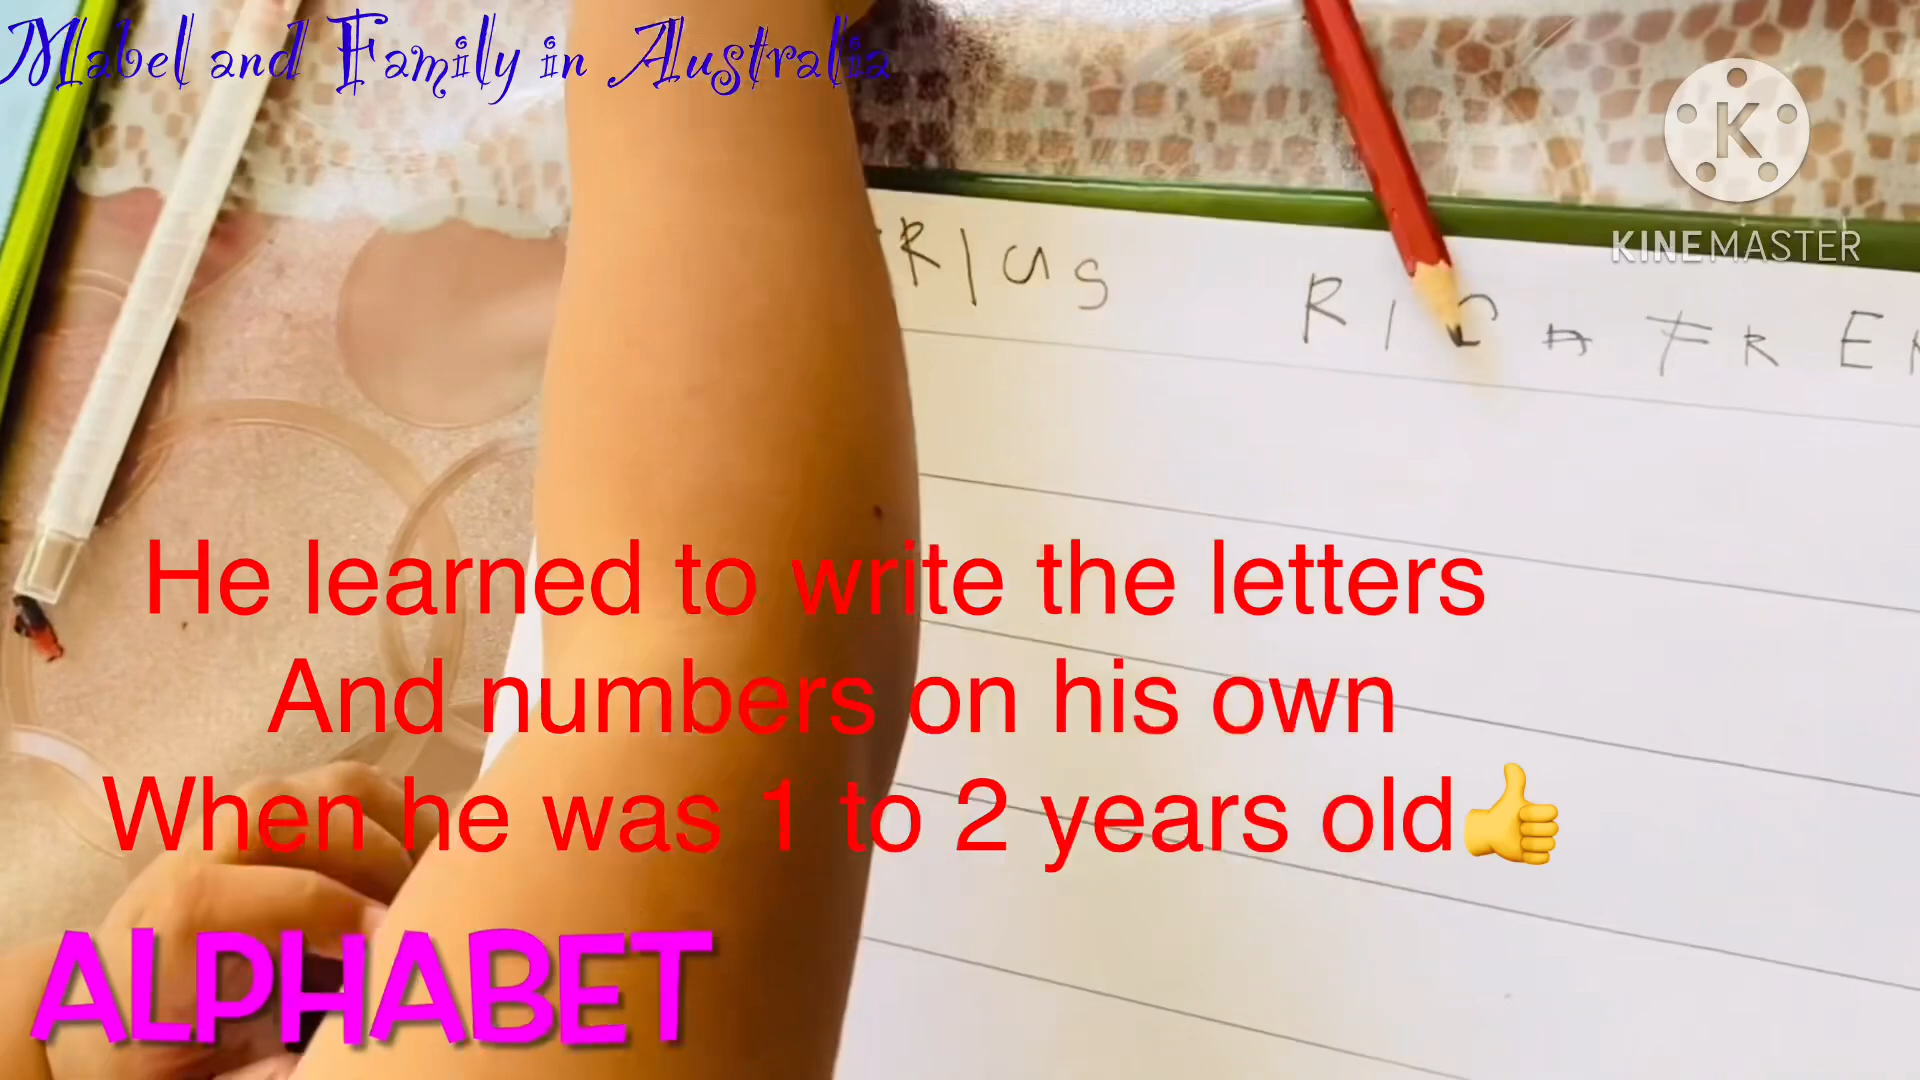 Mabel and Family in Australia
K
KINEMASTER
RIUS
He learned to write the letters
And numbers on his own
When he was 1 to 2 years old👍
ALPHABET